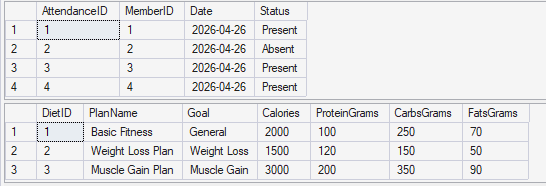 AttendanceID MemberID Date Status
1 1 1 2026-04-26 Present
2 2 2 2026-04-26 Absent
3 3 3 2026-04-26 Present
4 4 4 2026-04-26 Present
DietID PlanName Goal Calories ProteinGrams CarbsGrams FatsGrams
1 1 Basic Fitness General 2000 100 250 70
2 2 Weight Loss Plan Weight Loss 1500 120 150 50
3 3 Muscle Gain Plan Muscle Gain 3000 200 350 90